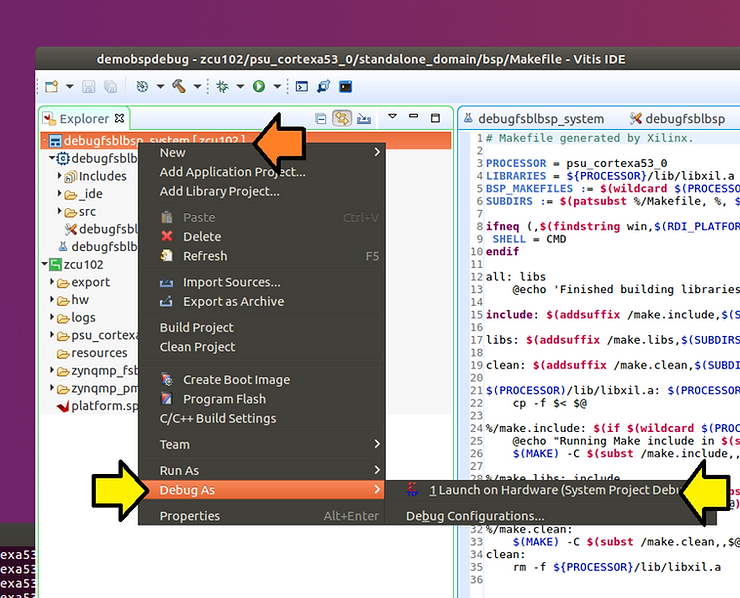 demobspdebug - zcu102/psu_cortexa53_0/standalone_domain/bsp/Makefile - Vitis IDE
Explorer
debugfsblbsp_system [ zcu102 ]
debugfsblb
Includes
_ide
src
debugfsbl
debugfsblb
zcu102
export
hw
logs
psu_cortexa
resources
zynqmp_fsb
zynqmp_pm
platform.sp
New
Add Application Project...
Add Library Project...
Paste Ctrl+V
Delete
Refresh F5
Import Sources...
Export as Archive
Build Project
Clean Project
Create Boot Image
Program Flash
C/C++ Build Settings
Team
Run As
Debug As
Properties Alt+Enter
1 Launch on Hardware (System Project Debu
Debug Configurations...
debugfsblbsp_system debugfsblbsp
1 # Makefile generated by Xilinx.
2
3 PROCESSOR = psu_cortexa53_0
4 LIBRARIES = ${PROCESSOR}/lib/libxil.a
5 BSP_MAKEFILES := $(wildcard $(PROCESSO
6 SUBDIRS := $(patsubst %/Makefile, %, $
7
8 ifneq (,$(findstring win,$(RDI_PLATFOR
9 SHELL = CMD
10 endif
11
12 all: libs
13 @echo 'Finished building libraries
14
15 include: $(addsuffix /make.include,$(S
16
17 libs: $(addsuffix /make.libs,$(SUBDIRS
18
19 clean: $(addsuffix /make.clean,$(SUBDI
20
21 $(PROCESSOR)/lib/libxil.a: $(PROCESSOR
22 cp -f $< $@
23
24 %/make.include: $(if $(wildcard $(PROC
25 @echo "Running Make include in $(s
26 $(MAKE) -C $(subst /make.include,,
27
28 %/make.libs: include
32 %/make.clean:
33 $(MAKE) -C $(subst /make.clean,,$@
34 clean:
35 rm -f ${PROCESSOR}/lib/libxil.a
36
exa53
exa53
exa53
exa53